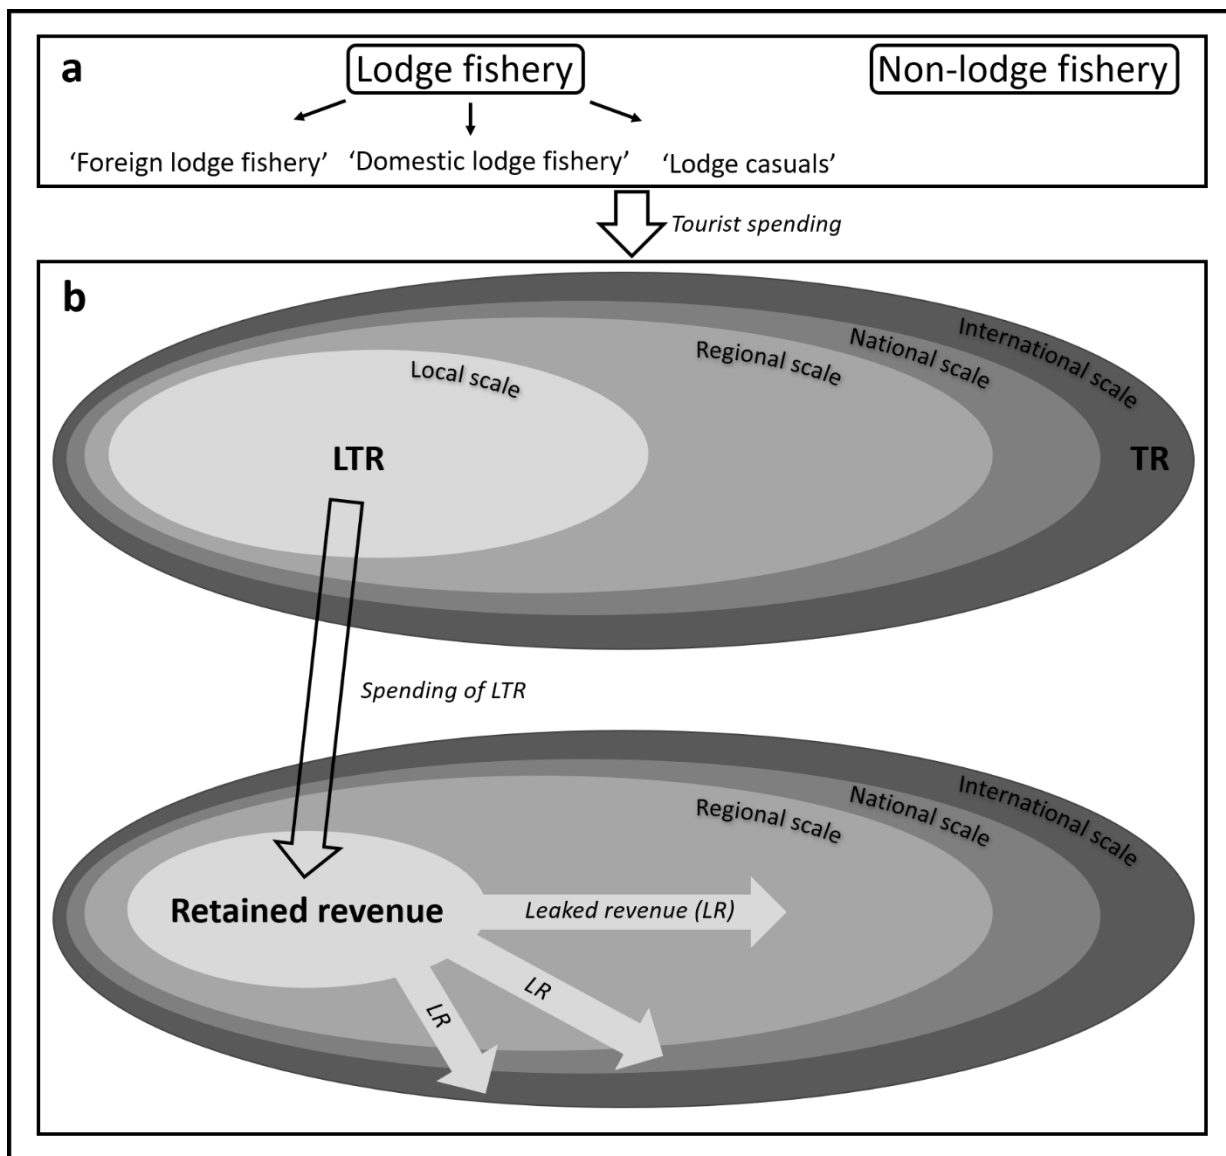 a
Lodge fishery
Non-lodge fishery
‘Foreign lodge fishery’
‘Domestic lodge fishery’
‘Lodge casuals’
Tourist spending
b
Local scale
Regional scale
National scale
International scale
LTR
TR
Spending of LTR
Regional scale
National scale
International scale
Retained revenue
Leaked revenue (LR)
LR
LR